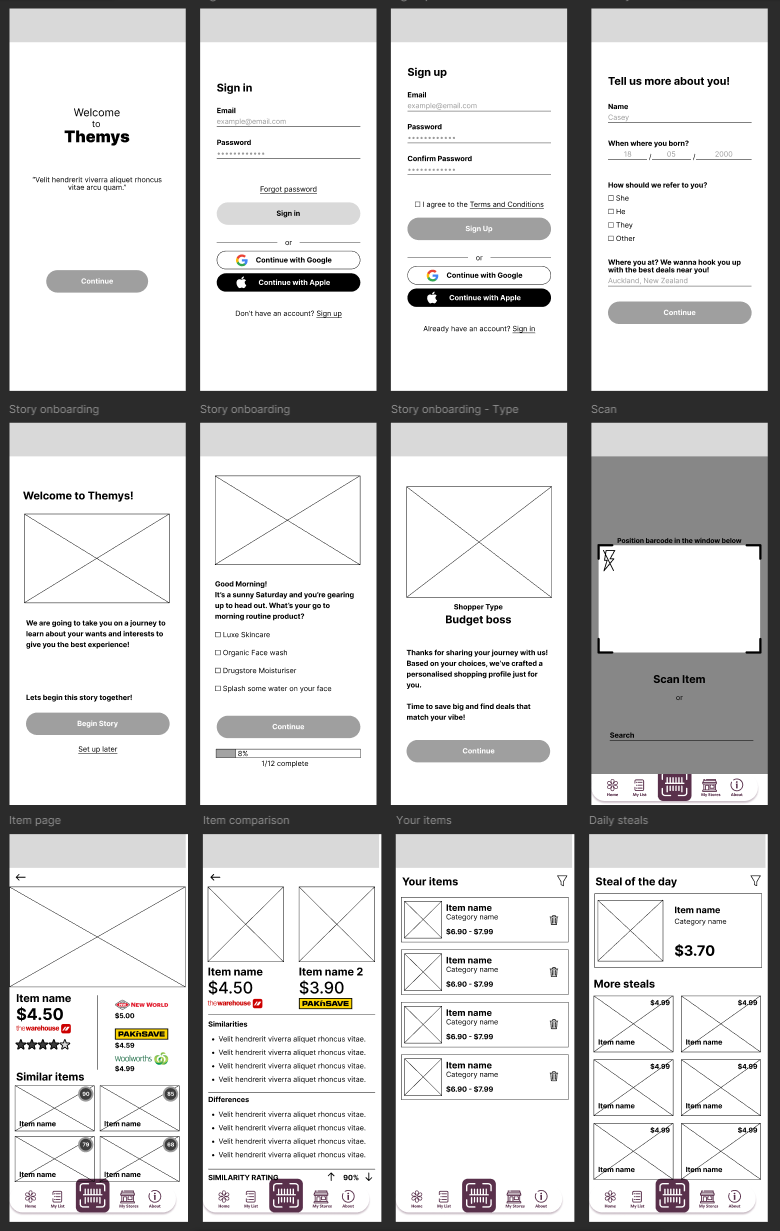 Welcome
to
Themys
"Velit hendrerit viverra aliquet rhoncus
vitae arcu quam."
Continue
Sign in
Email
example@email.com
Password
Forgot password
Sign in
or
Continue with Google
Continue with Apple
Don't have an account? Sign up
Sign up
Email
example@email.com
Password
Confirm Password
I agree to the Terms and Conditions
Sign Up
or
Continue with Google
Continue with Apple
Already have an account? Sign in
Tell us more about you!
Name
Casey
When where you born?
18 / 05 / 2000
How should we refer to you?
She
He
They
Other
Where you at? We wanna hook you up
with the best deals near you!
Auckland, New Zealand
Continue
Story onboarding
Welcome to Themys!
We are going to take you on a journey to
learn about your wants and interests to
give you the best experience!
Lets begin this story together!
Begin Story
Set up later
Story onboarding
Good Morning!
It's a sunny Saturday and you're gearing
up to head out. What's your go to
morning routine product?
Luxe Skincare
Organic Face wash
Drugstore Moisturiser
Splash some water on your face
Continue
8%
1/12 complete
Story onboarding - Type
Shopper Type
Budget boss
Thanks for sharing your journey with us!
Based on your choices, we've crafted a
personalised shopping profile just for
you.
Time to save big and find deals that
match your vibe!
Continue
Scan
Position barcode in the window below
Scan Item
or
Search
Home
My List
My Stores
About
Item page
Item name
$4.50
the warehouse
NEW WORLD
$5.00
PAK'nSAVE
$4.59
Woolworths
$4.99
Similar items
90
Item name
85
Item name
79
Item name
68
Item name
Home
My List
My Stores
About
Item comparison
Item name
$4.50
the warehouse
Item name 2
$3.90
PAK'nSAVE
Similarities
• Velit hendrerit viverra aliquet rhoncus vitae.
• Velit hendrerit viverra aliquet rhoncus vitae.
• Velit hendrerit viverra aliquet rhoncus vitae.
• Velit hendrerit viverra aliquet rhoncus vitae.
Differences
• Velit hendrerit viverra aliquet rhoncus vitae.
• Velit hendrerit viverra aliquet rhoncus vitae.
• Velit hendrerit viverra aliquet rhoncus vitae.
• Velit hendrerit viverra aliquet rhoncus vitae.
SIMILARITY RATING
90%
Home
My List
My Stores
About
Your items
Your items
Item name
Category name
$6.90 - $7.99
Item name
Category name
$6.90 - $7.99
Item name
Category name
$6.90 - $7.99
Item name
Category name
$6.90 - $7.99
Home
My List
My Stores
About
Daily steals
Steal of the day
Item name
Category name
$3.70
More steals
$4.99
Item name
$4.99
Item name
$4.99
Item name
$4.99
Item name
$4.99
Item name
$4.99
Item name
Home
My List
My Stores
About